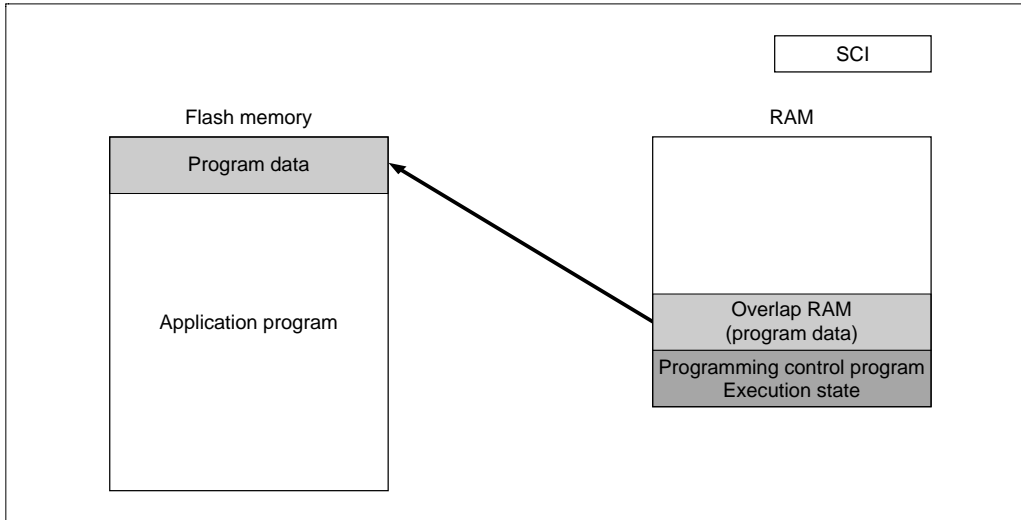 SCI
Flash memory
RAM
Program data
Application program
Overlap RAM
(program data)
Programming control program
Execution state